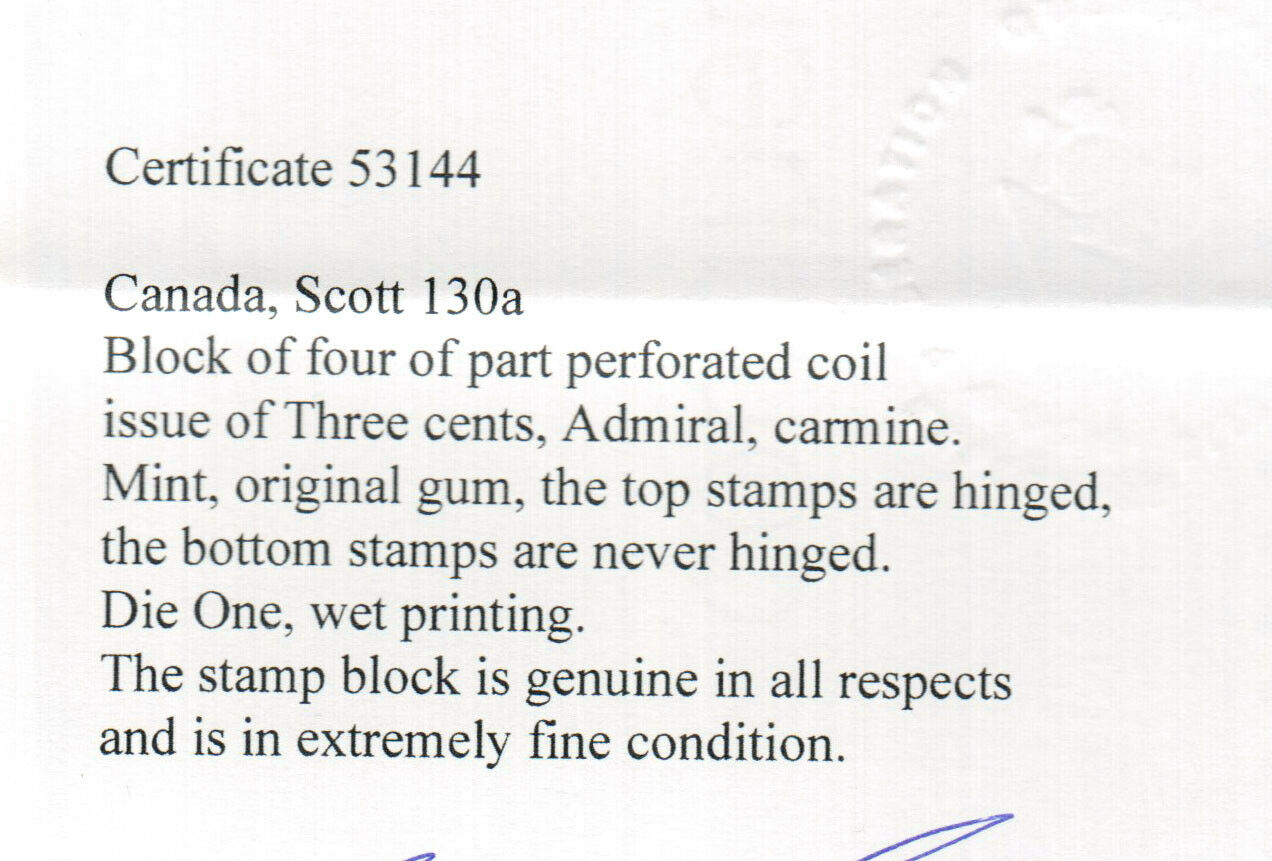 Certificate 53144
Canada, Scott 130a
Block of four of part perforated coil
issue of Three cents, Admiral, carmine.
Mint, original gum, the top stamps are hinged,
the bottom stamps are never hinged.
Die One, wet printing.
The stamp block is genuine in all respects
and is in extremely fine condition.